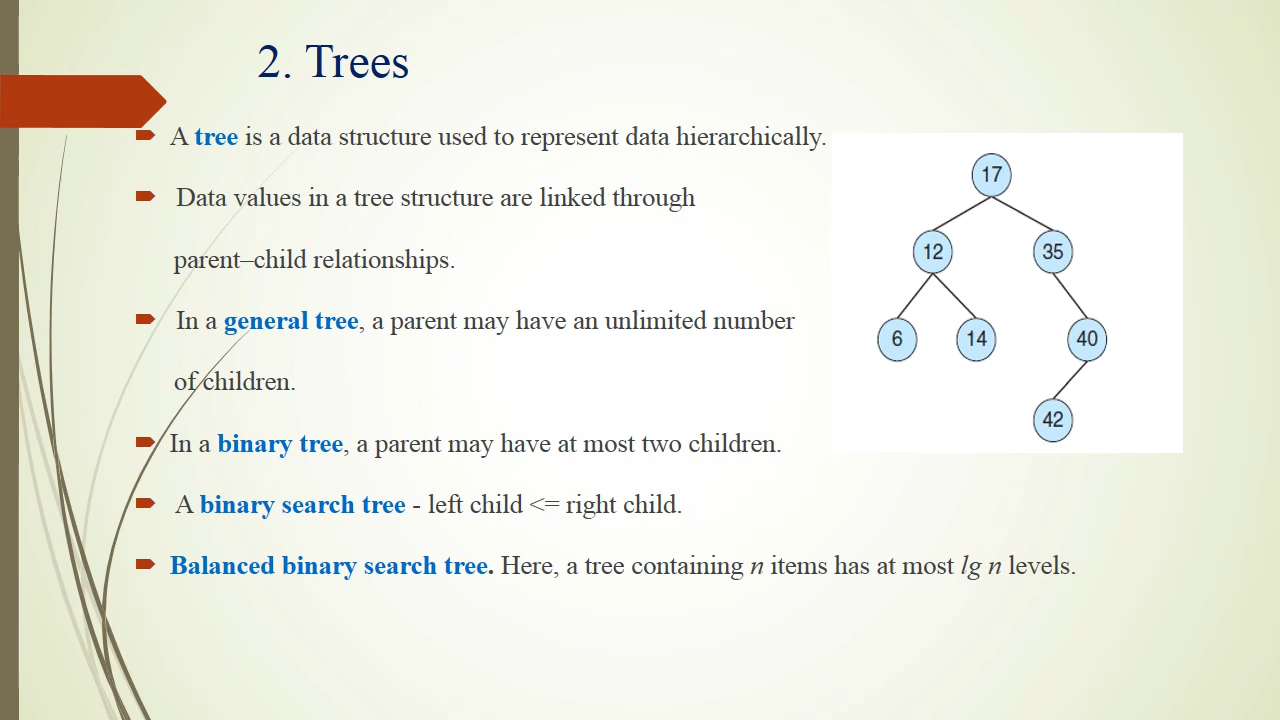 2. Trees
A tree is a data structure used to represent data hierarchically.
Data values in a tree structure are linked through
parent–child relationships.
In a general tree, a parent may have an unlimited number
of children.
In a binary tree, a parent may have at most two children.
A binary search tree - left child <= right child.
Balanced binary search tree. Here, a tree containing n items has at most lg n levels.
17
12 35
6 14 40
42